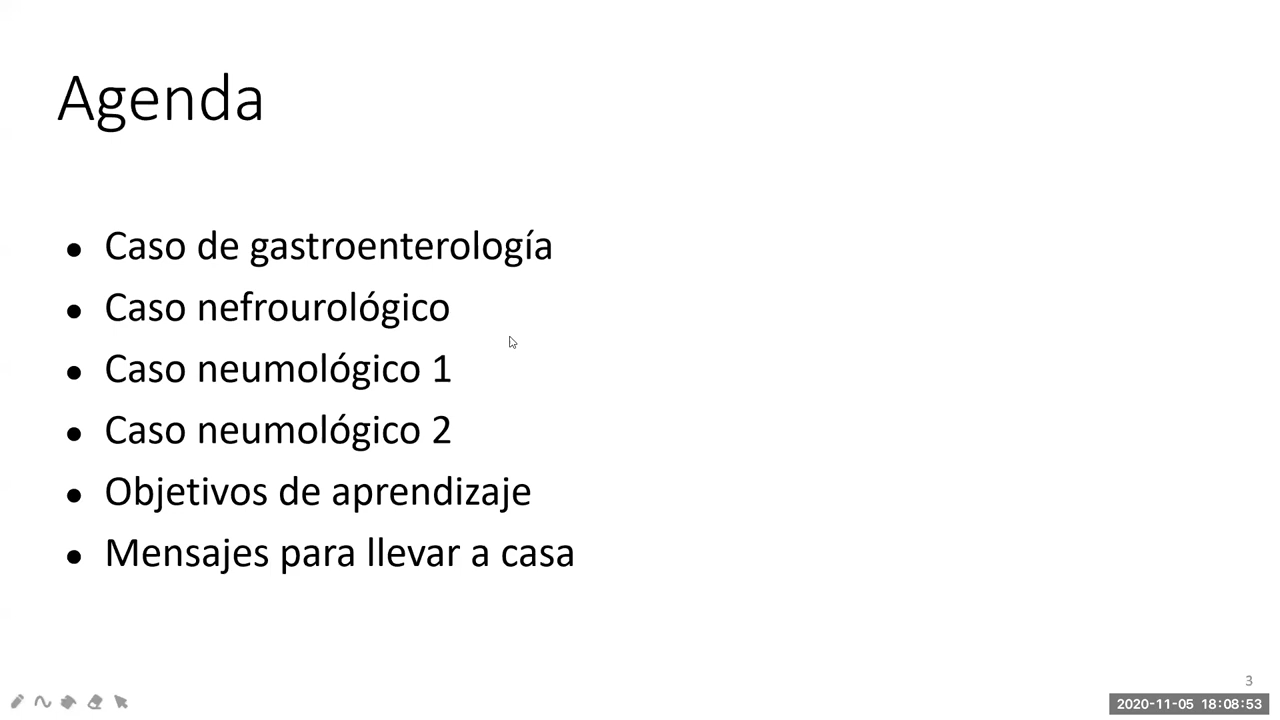 Agenda
• Caso de gastroenterología
• Caso nefrourológico
• Caso neumológico 1
• Caso neumológico 2
• Objetivos de aprendizaje
• Mensajes para llevar a casa
3
2020-11-05 18:08:53